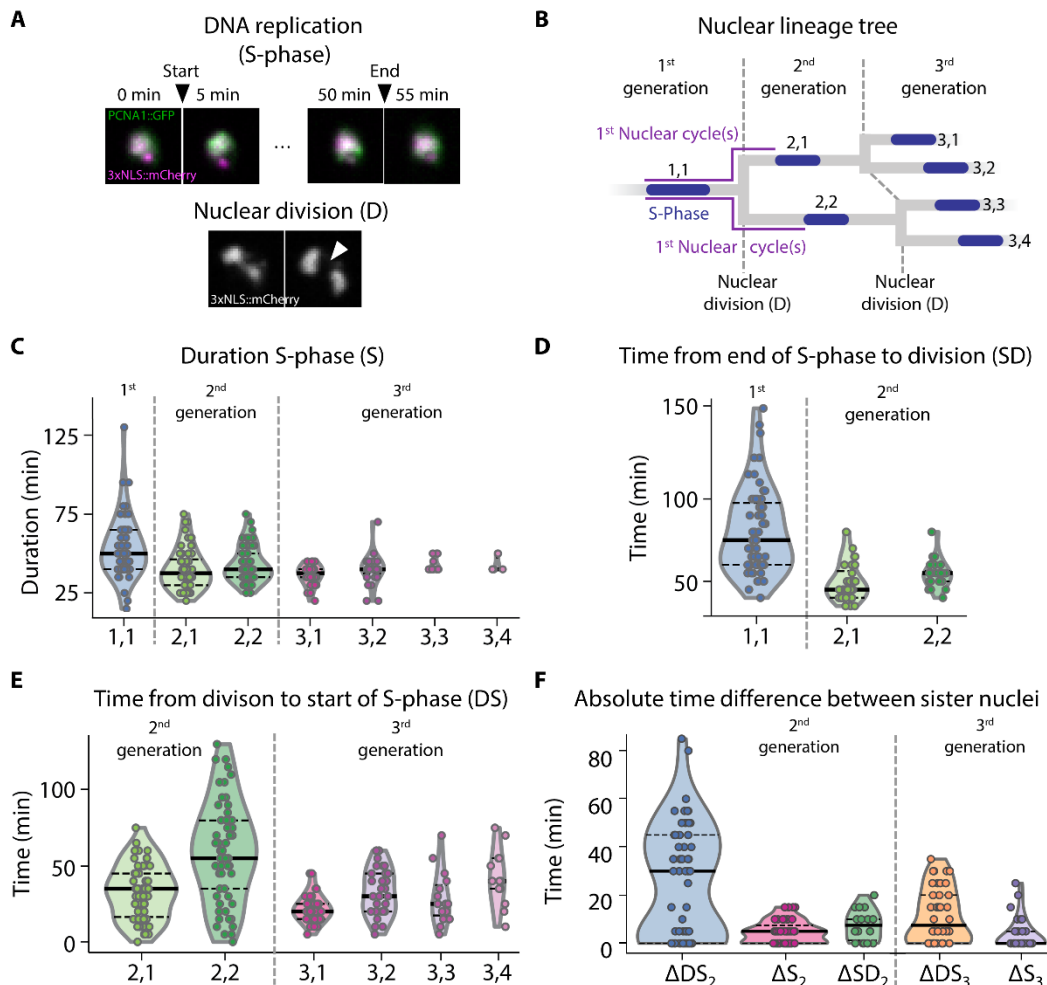 A
DNA replication
(S-phase)
Start
End
0 min
5 min
50 min
55 min
PCNA1::GFP
3xNLS::mCherry
...
Nuclear division (D)
3xNLS::mCherry
B
Nuclear lineage tree
1st
generation
2nd
generation
3rd
generation
1st Nuclear cycle(s)
1,1
2,1
2,2
3,1
3,2
3,3
3,4
S-Phase
1st Nuclear cycle(s)
Nuclear
division (D)
Nuclear
division (D)
C
Duration S-phase (S)
1st
2nd
generation
3rd
generation
Duration (min)
125
75
25
1,1
2,1
2,2
3,1
3,2
3,3
3,4
D
Time from end of S-phase to division (SD)
1st
2nd
generation
Time (min)
150
100
50
1,1
2,1
2,2
E
Time from divison to start of S-phase (DS)
2nd
generation
3rd
generation
Time (min)
100
50
0
2,1
2,2
3,1
3,2
3,3
3,4
F
Absolute time difference between sister nuclei
2nd
generation
3rd
generation
Time (min)
80
60
40
20
0
ΔDS2
ΔS2
ΔSD2
ΔDS3
ΔS3